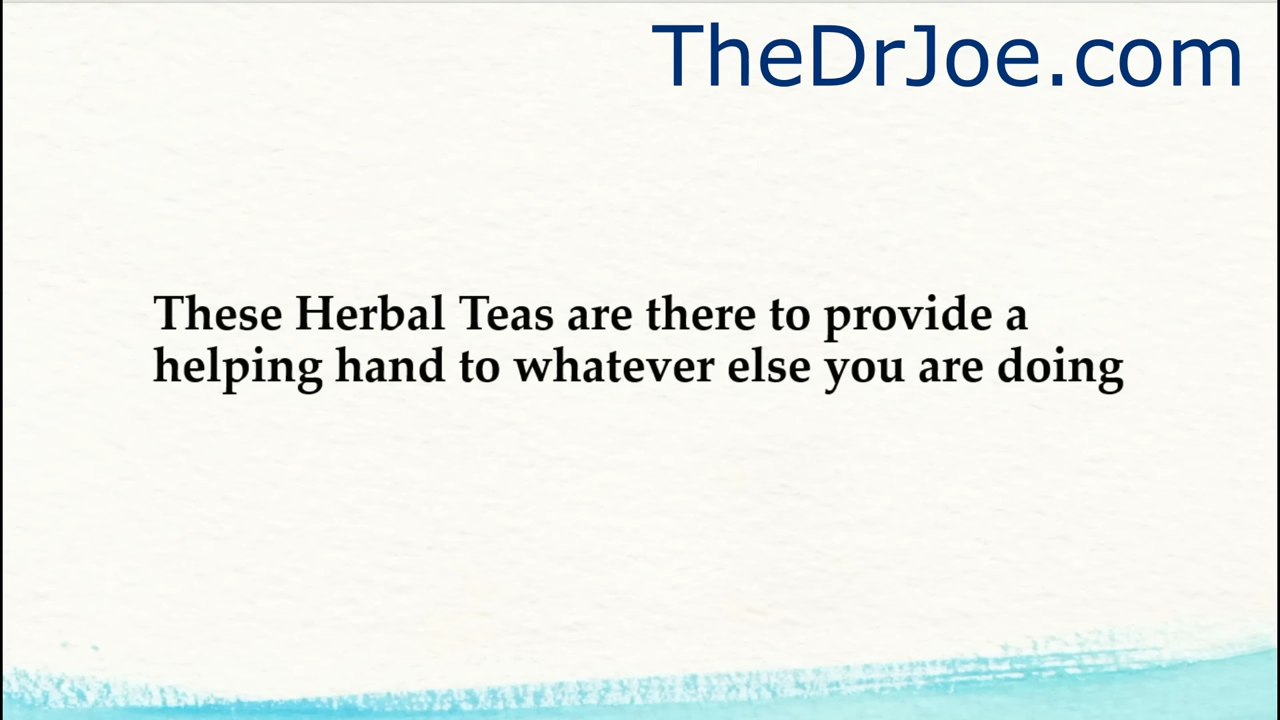 TheDrJoe.com
These Herbal Teas are there to provide a
helping hand to whatever else you are doing